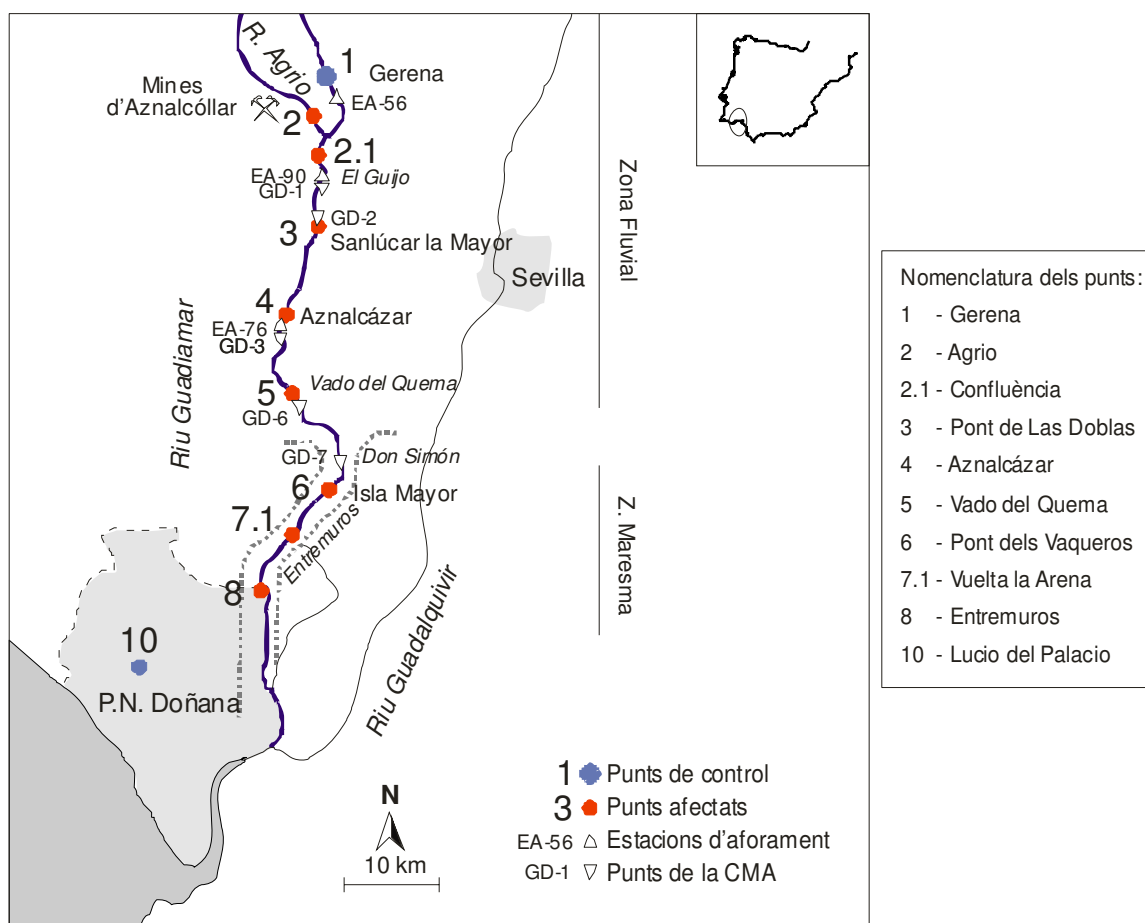 R. Agrio
1
Gerena
Mines
d'Aznalcóllar
EA-56
2
2.1
EA-90
El Guijo
GD-1
GD-2
3
Sanlúcar la Mayor
Zona Fluvial
Sevilla
4
Aznalcázar
EA-76
GD-3
Riu Guadiamar
Vado del Quema
5
GD-6
GD-7
Don Simón
6
Isla Mayor
7.1
Entremuros
Z. Maresma
8
10
P.N. Doñana
Riu Guadalquivir
N
10 km
1 Punts de control
3 Punts afectats
EA-56 Estacions d'aforament
GD-1 Punts de la CMA
Nomenclatura dels punts:
1 - Gerena
2 - Agrio
2.1 - Confluència
3 - Pont de Las Doblas
4 - Aznalcázar
5 - Vado del Quema
6 - Pont dels Vaqueros
7.1 - Vuelta la Arena
8 - Entremuros
10 - Lucio del Palacio